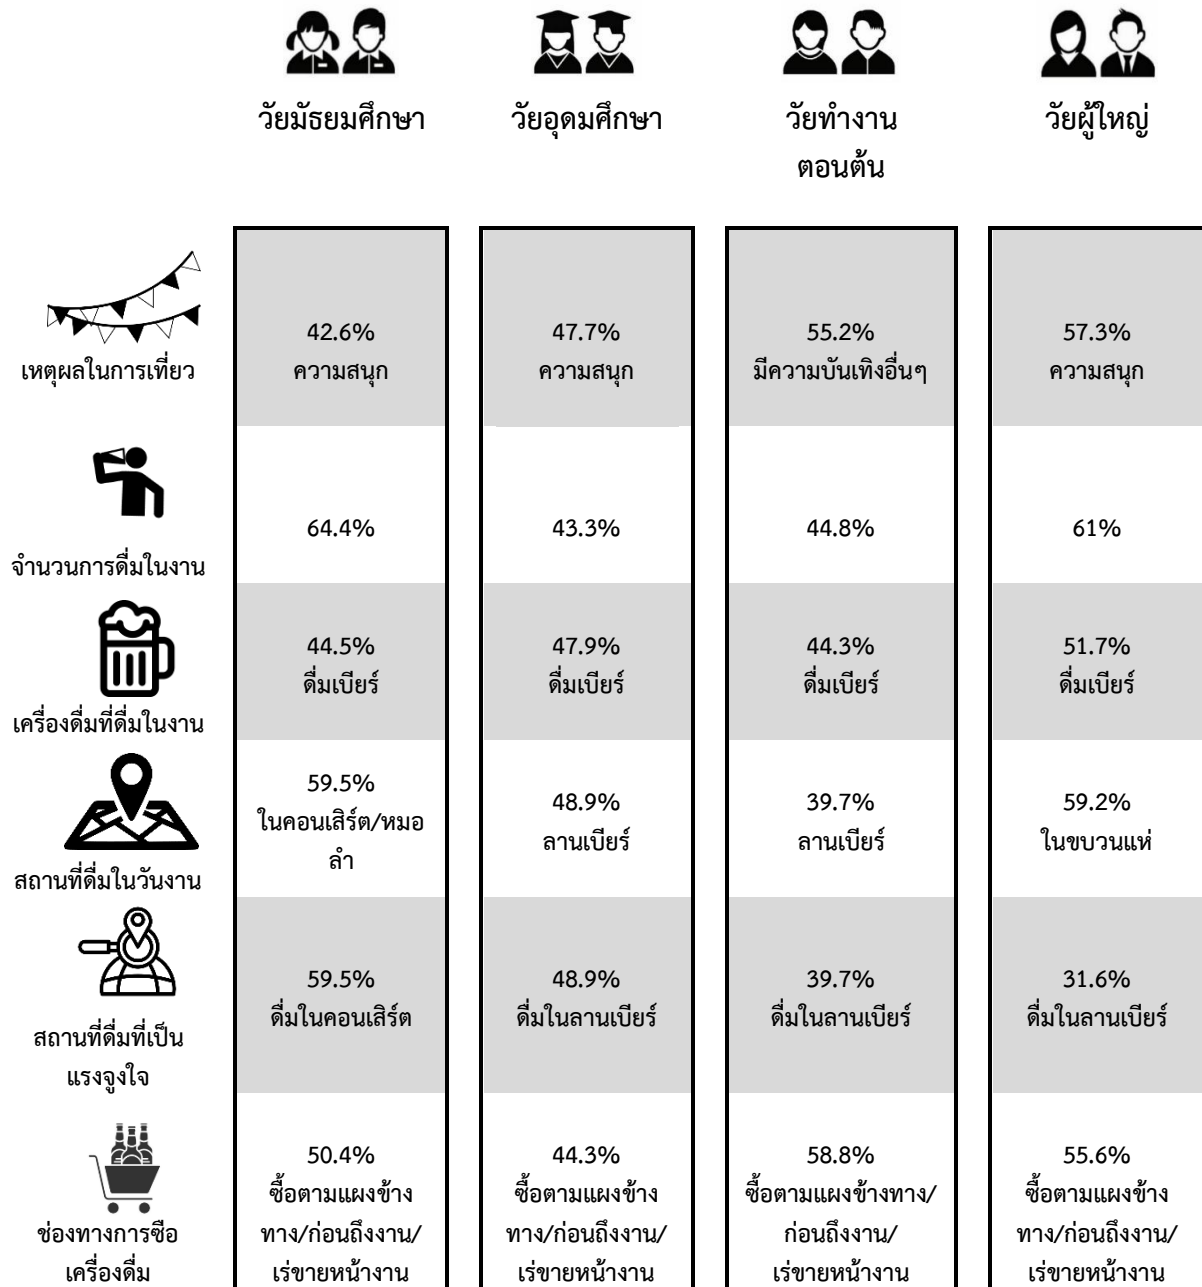 วัยมัธยมศึกษา
วัยอุดมศึกษา
วัยทำงาน
ตอนต้น
วัยผู้ใหญ่
เหตุผลในการเที่ยว
42.6%
ความสนุก
47.7%
ความสนุก
55.2%
มีความบันเทิงอื่นๆ
57.3%
ความสนุก
จำนวนการดื่มในงาน
64.4%
43.3%
44.8%
61%
เครื่องดื่มที่ดื่มในงาน
44.5%
ดื่มเบียร์
47.9%
ดื่มเบียร์
44.3%
ดื่มเบียร์
51.7%
ดื่มเบียร์
สถานที่ดื่มในวันงาน
59.5%
ในคอนเสิร์ต/หมอ
ลำ
48.9%
ลานเบียร์
39.7%
ลานเบียร์
59.2%
ในขบวนแห่
สถานที่ดื่มที่เป็น
แรงจูงใจ
59.5%
ดื่มในคอนเสิร์ต
48.9%
ดื่มในลานเบียร์
39.7%
ดื่มในลานเบียร์
31.6%
ดื่มในลานเบียร์
ช่องทางการซือ
เครื่องดื่ม
50.4%
ซื้อตามแผงข้าง
ทาง/ก่อนถึงงาน/
เร่ขายหน้างาน
44.3%
ซื้อตามแผงข้าง
ทาง/ก่อนถึงงาน/
เร่ขายหน้างาน
58.8%
ซื้อตามแผงข้างทาง/
ก่อนถึงงาน/
เร่ขายหน้างาน
55.6%
ซื้อตามแผงข้าง
ทาง/ก่อนถึงงาน/
เร่ขายหน้างาน